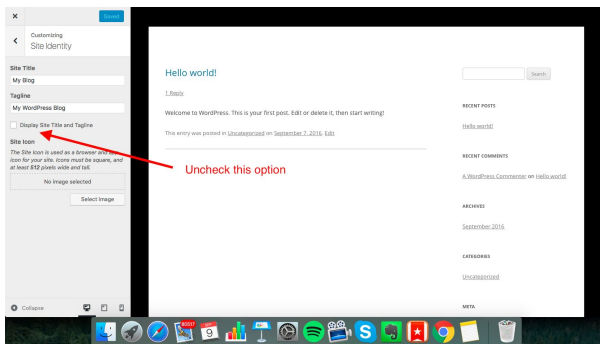 Saved
Customizing
Site Identity
Site Title
My Blog
Tagline
My WordPress Blog
Display Site Title and Tagline
Site Icon
The Site Icon is used as a browser and app
icon for your site. Icons must be square, and
at least 512 pixels wide and tall.
No image selected
Select Image
Collapse
Hello world!
1 Reply
Welcome to WordPress. This is your first post. Edit or delete it, then start writing!
This entry was posted in Uncategorized on September 7, 2016. Edit
Uncheck this option
Search
RECENT POSTS
Hello world!
RECENT COMMENTS
A WordPress Commenter on Hello world!
ARCHIVES
September 2016
CATEGORIES
Uncategorized
META
9